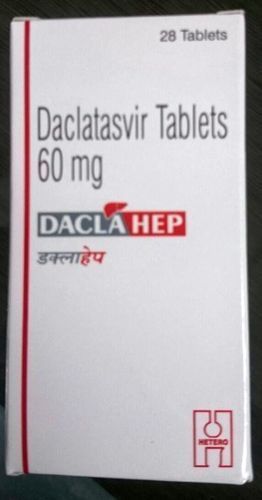 28 Tablets
Daclatasvir Tablets
60 mg
DACLAHEP
डक्लाहेप
HETERO